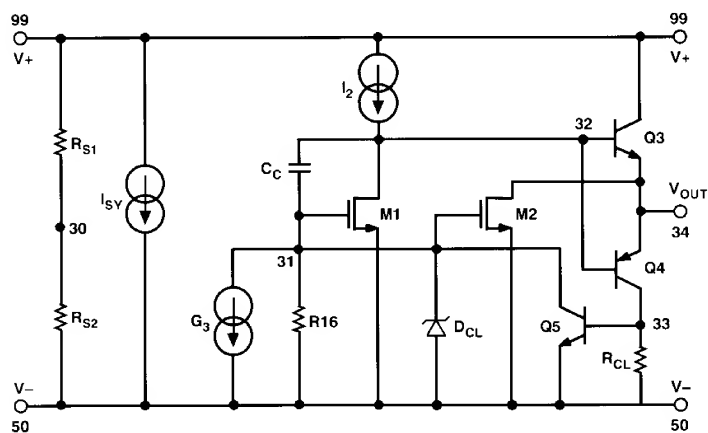 99
V+
99
V+
I2
RS1
32
Q3
CC
ISY
M1
M2
VOUT
30
34
31
Q4
G3
R16
DCL
Q5
33
RS2
RCL
V–
50
V–
50